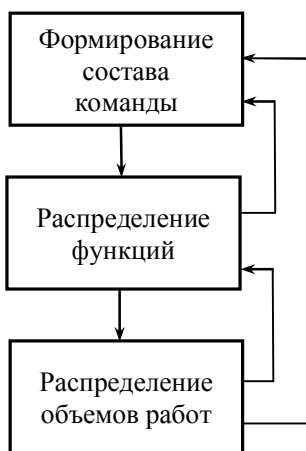 Формирование
состава
команды
Распределение
функций
Распределение
объемов работ